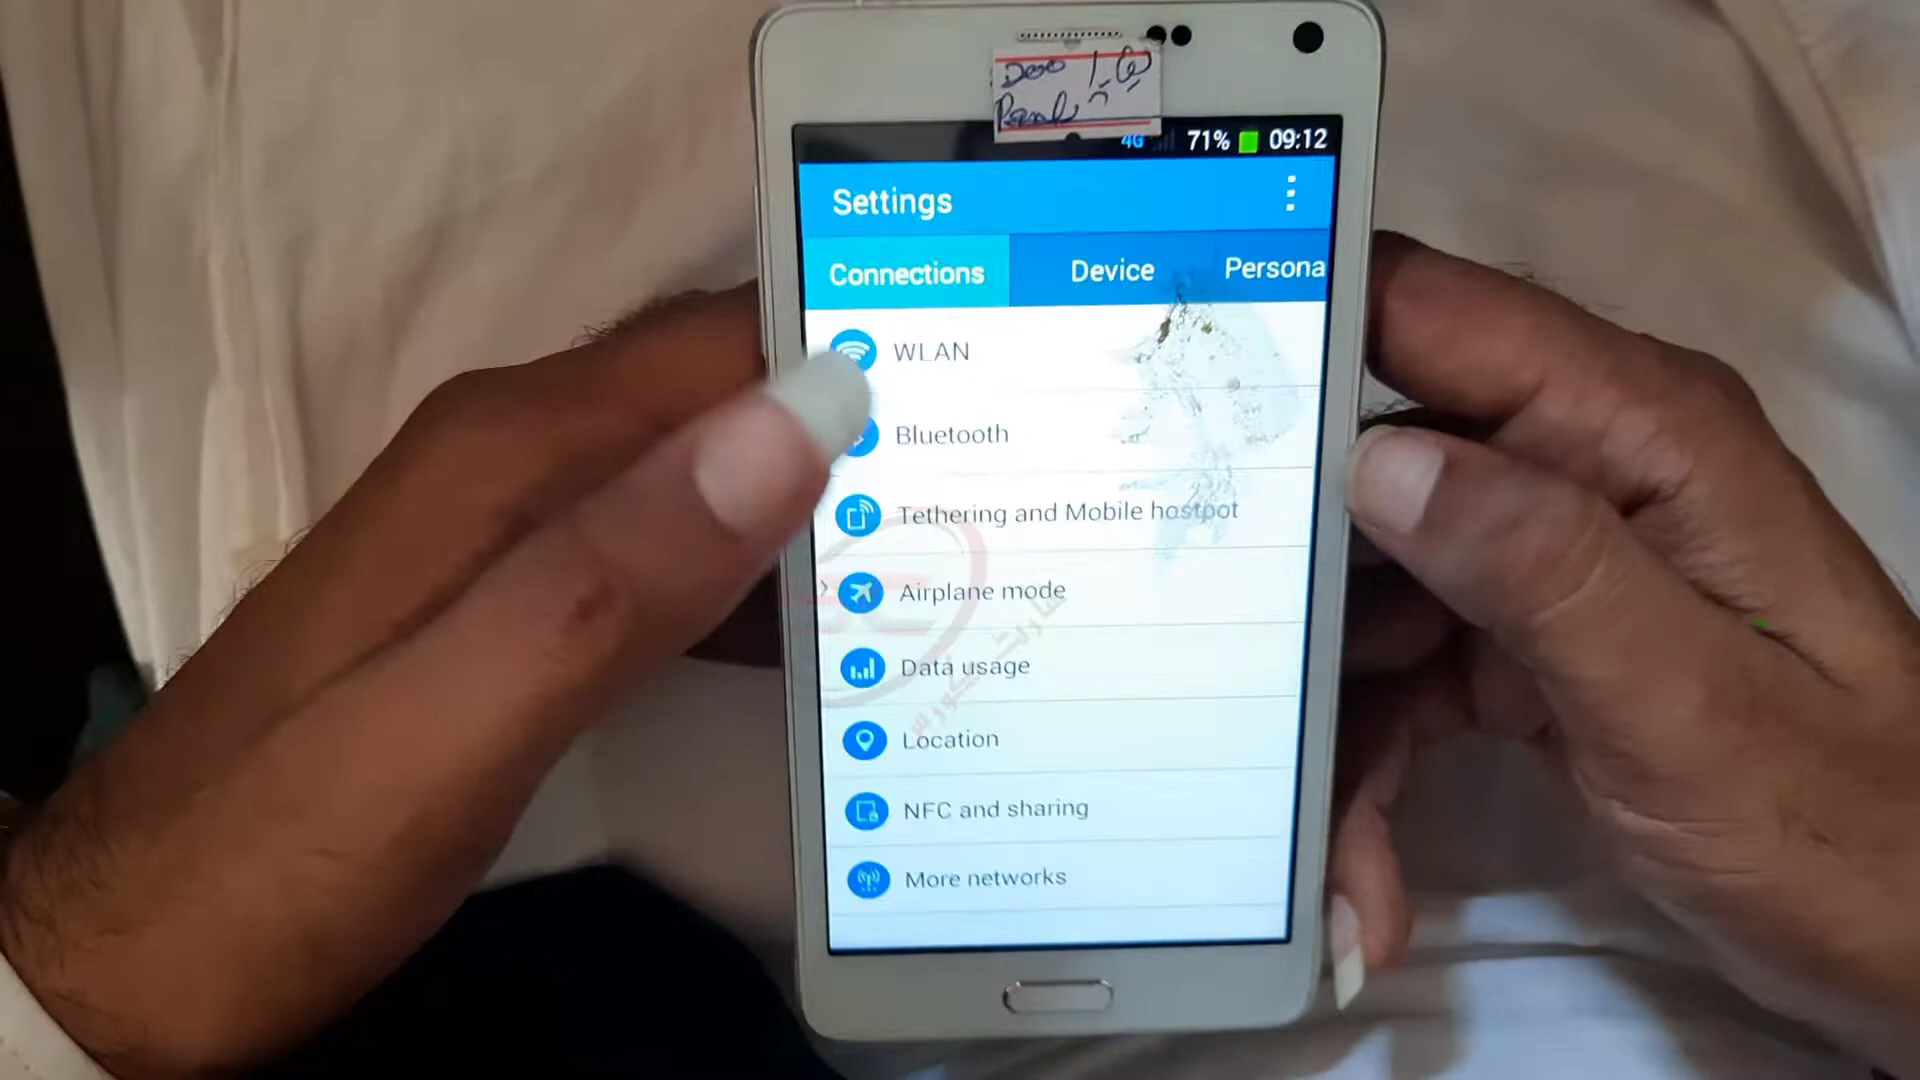 4G 71% 09:12
Settings
Connections Device Persona
WLAN
Bluetooth
Tethering and Mobile hostpot
Airplane mode
Data usage
Location
NFC and sharing
More networks